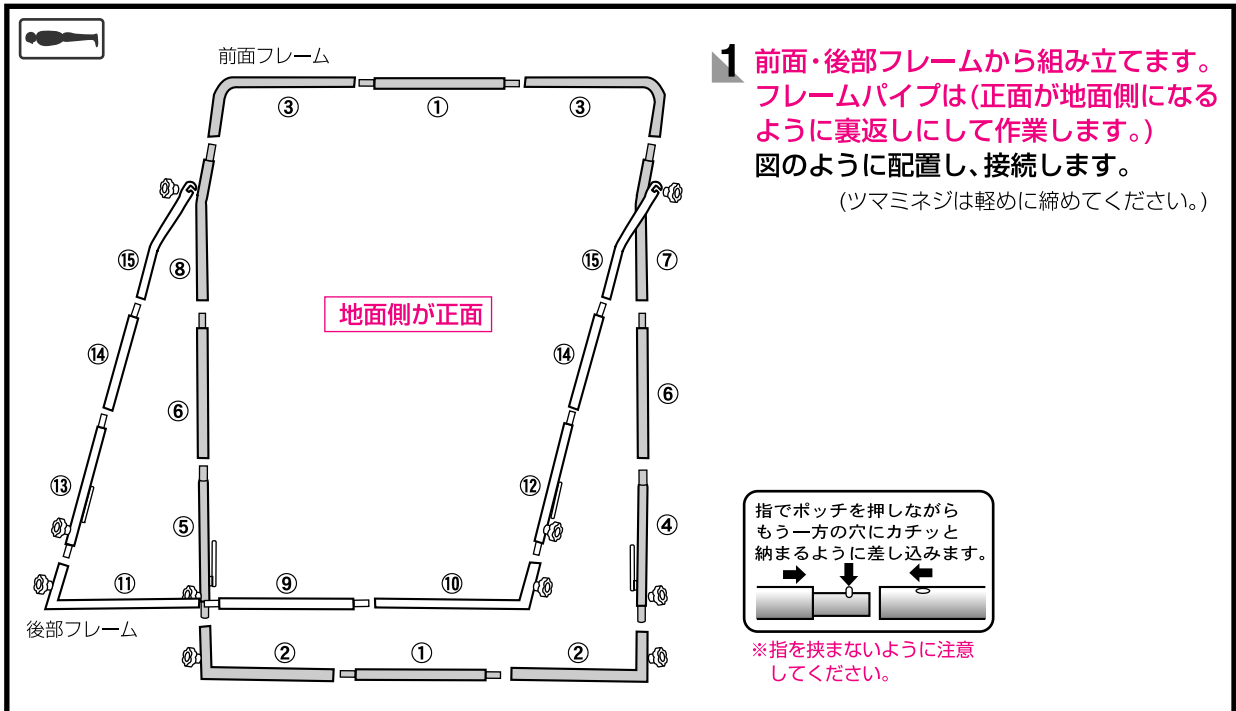 前面フレーム
③
①
③
1 前面・後部フレームから組み立てます。
フレームパイプは(正面が地面側になる
ように裏返しにして作業します。)
図のように配置し、接続します。
(ツマミネジは軽めに締めてください。)
⑮
⑧
⑮
⑦
地面側が正面
⑭
⑭
⑥
⑥
⑬
⑫
⑤
④
⑪
⑨
⑩
後部フレーム
②
①
②
指でポッチを押しながら
もう一方の穴にカチッと
納まるように差し込みます。
※指を挟まないように注意
してください。